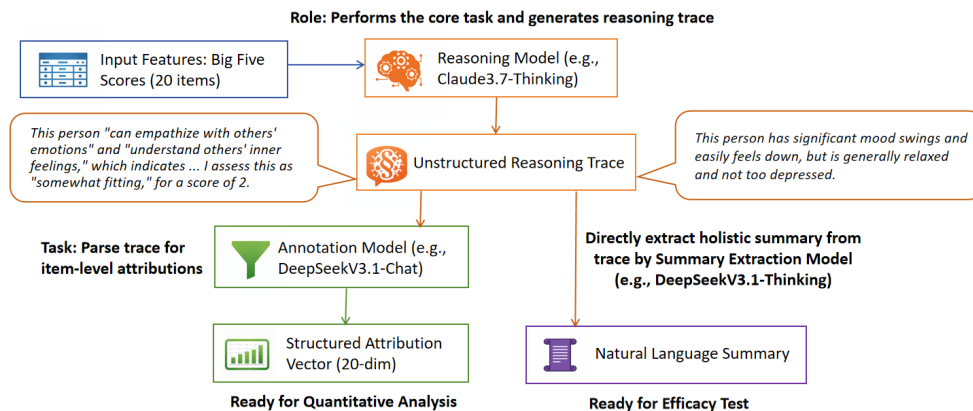 Role: Performs the core task and generates reasoning trace
Input Features: Big Five
Scores (20 items)
Reasoning Model (e.g.,
Claude3.7-Thinking)
This person "can empathize with others'
emotions" and "understand others' inner
feelings," which indicates ... I assess this as
"somewhat fitting," for a score of 2.
Unstructured Reasoning Trace
This person has significant mood swings and
easily feels down, but is generally relaxed
and not too depressed.
Task: Parse trace for
item-level attributions
Annotation Model (e.g.,
DeepSeekV3.1-Chat)
Directly extract holistic summary from
trace by Summary Extraction Model
(e.g., DeepSeekV3.1-Thinking)
Structured Attribution
Vector (20-dim)
Natural Language Summary
Ready for Quantitative Analysis
Ready for Efficacy Test